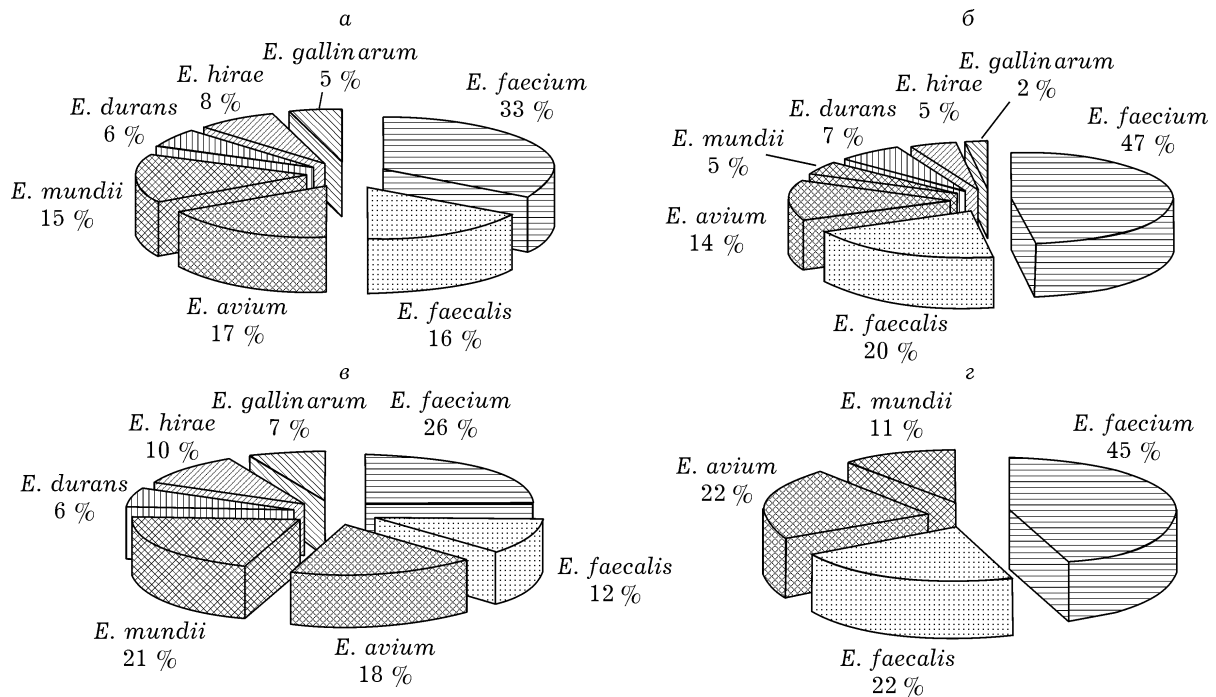 а
E. gallinarum
5 %
E. hirae
8 %
E. faecium
33 %
E. durans
6 %
E. mundii
15 %
E. avium
17 %
E. faecalis
16 %
б
E. gallinarum
2 %
E. hirae
5 %
E. durans
7 %
E. faecium
47 %
E. mundii
5 %
E. avium
14 %
E. faecalis
20 %
в
E. gallinarum
7 %
E. faecium
26 %
E. hirae
10 %
E. durans
6 %
E. faecalis
12 %
E. mundii
21 %
E. avium
18 %
г
E. mundii
11 %
E. faecium
45 %
E. avium
22 %
E. faecalis
22 %